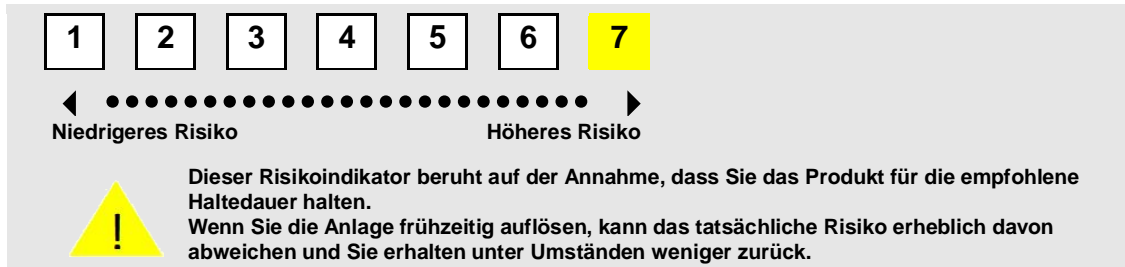 1 2 3 4 5 6 7
Niedrigeres Risiko Höheres Risiko
Dieser Risikoindikator beruht auf der Annahme, dass Sie das Produkt für die empfohlene
Haltedauer halten.
Wenn Sie die Anlage frühzeitig auflösen, kann das tatsächliche Risiko erheblich davon
abweichen und Sie erhalten unter Umständen weniger zurück.
!